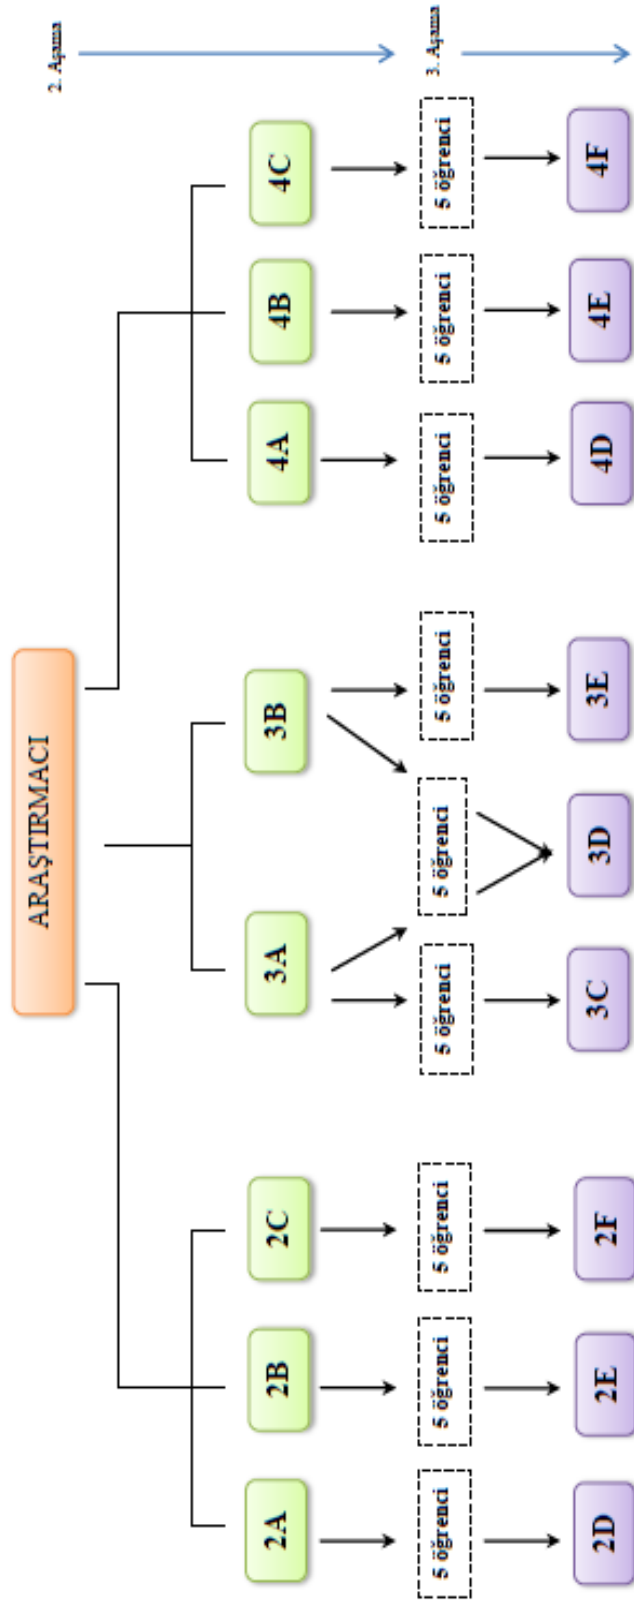 ARAŞTIRMACI
2. Aşama
2A
2B
2C
3A
3B
4A
4B
4C
3. Aşama
5 öğrenci
5 öğrenci
5 öğrenci
5 öğrenci
5 öğrenci
5 öğrenci
5 öğrenci
5 öğrenci
5 öğrenci
2D
2E
2F
3C
3D
3E
4D
4E
4F